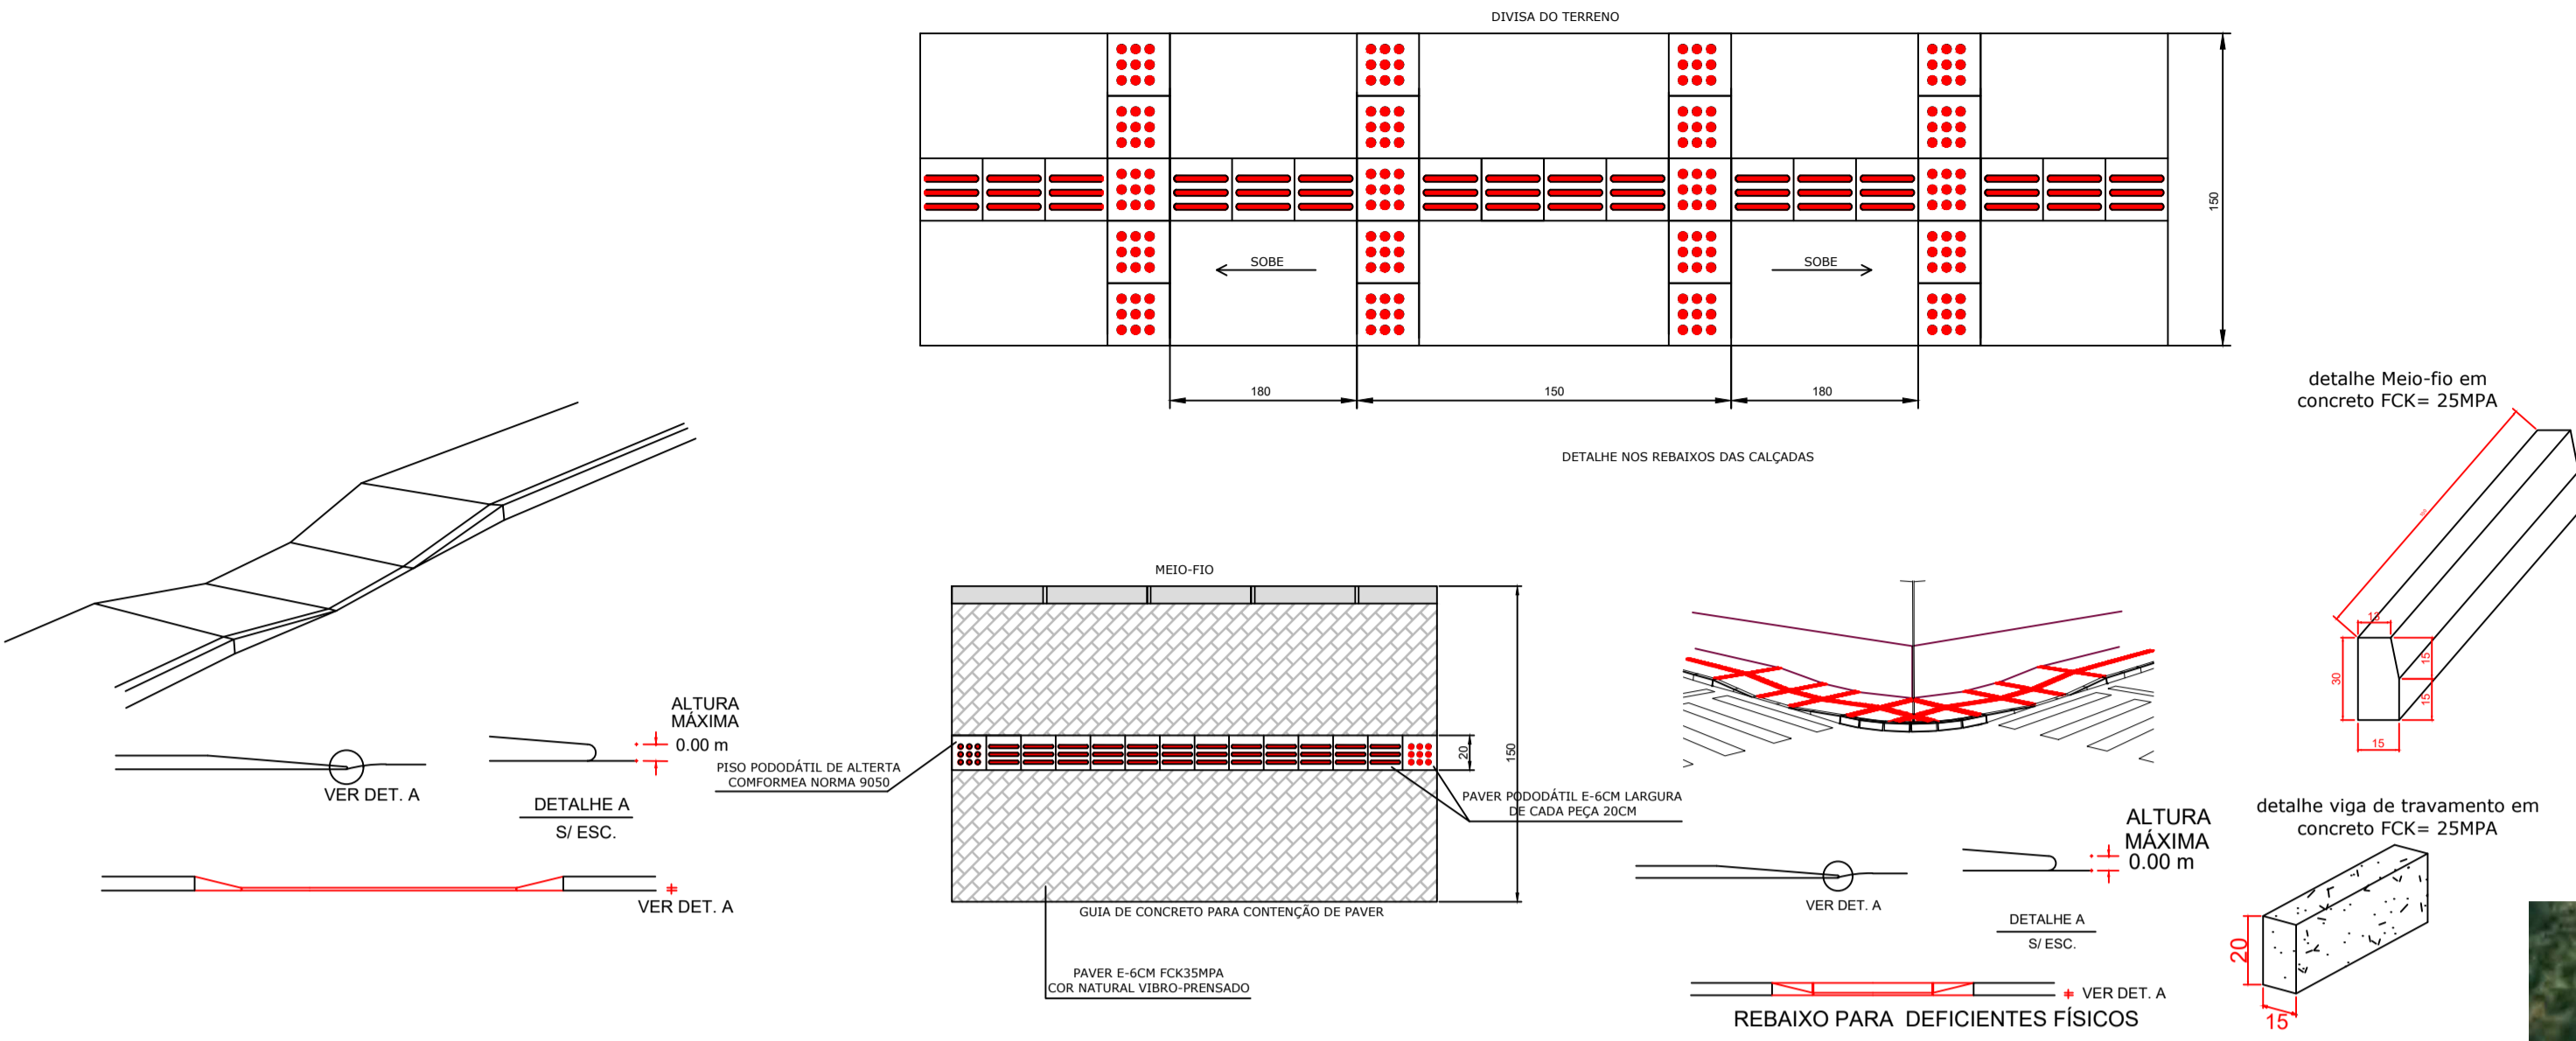 DIVISA DO TERRENO
150
SOBE
SOBE
180
150
180
DETALHE NOS REBAIXOS DAS CALÇADAS
detalhe Meio-fio em
concreto FCK= 25MPA
13
30
15
15
15
MEIO-FIO
20
150
PISO PODODÁTIL DE ALTERTA
COMFORMEA NORMA 9050
PAVER PODODÁTIL E-6CM LARGURA
DE CADA PEÇA 20CM
GUIA DE CONCRETO PARA CONTENÇÃO DE PAVER
PAVER E-6CM FCK35MPA
COR NATURAL VIBRO-PRENSADO
ALTURA
MÁXIMA
0.00 m
VER DET. A
DETALHE A
S/ ESC.
VER DET. A
ALTURA
MÁXIMA
0.00 m
VER DET. A
DETALHE A
S/ ESC.
VER DET. A
REBAIXO PARA DEFICIENTES FÍSICOS
detalhe viga de travamento em
concreto FCK= 25MPA
20
15